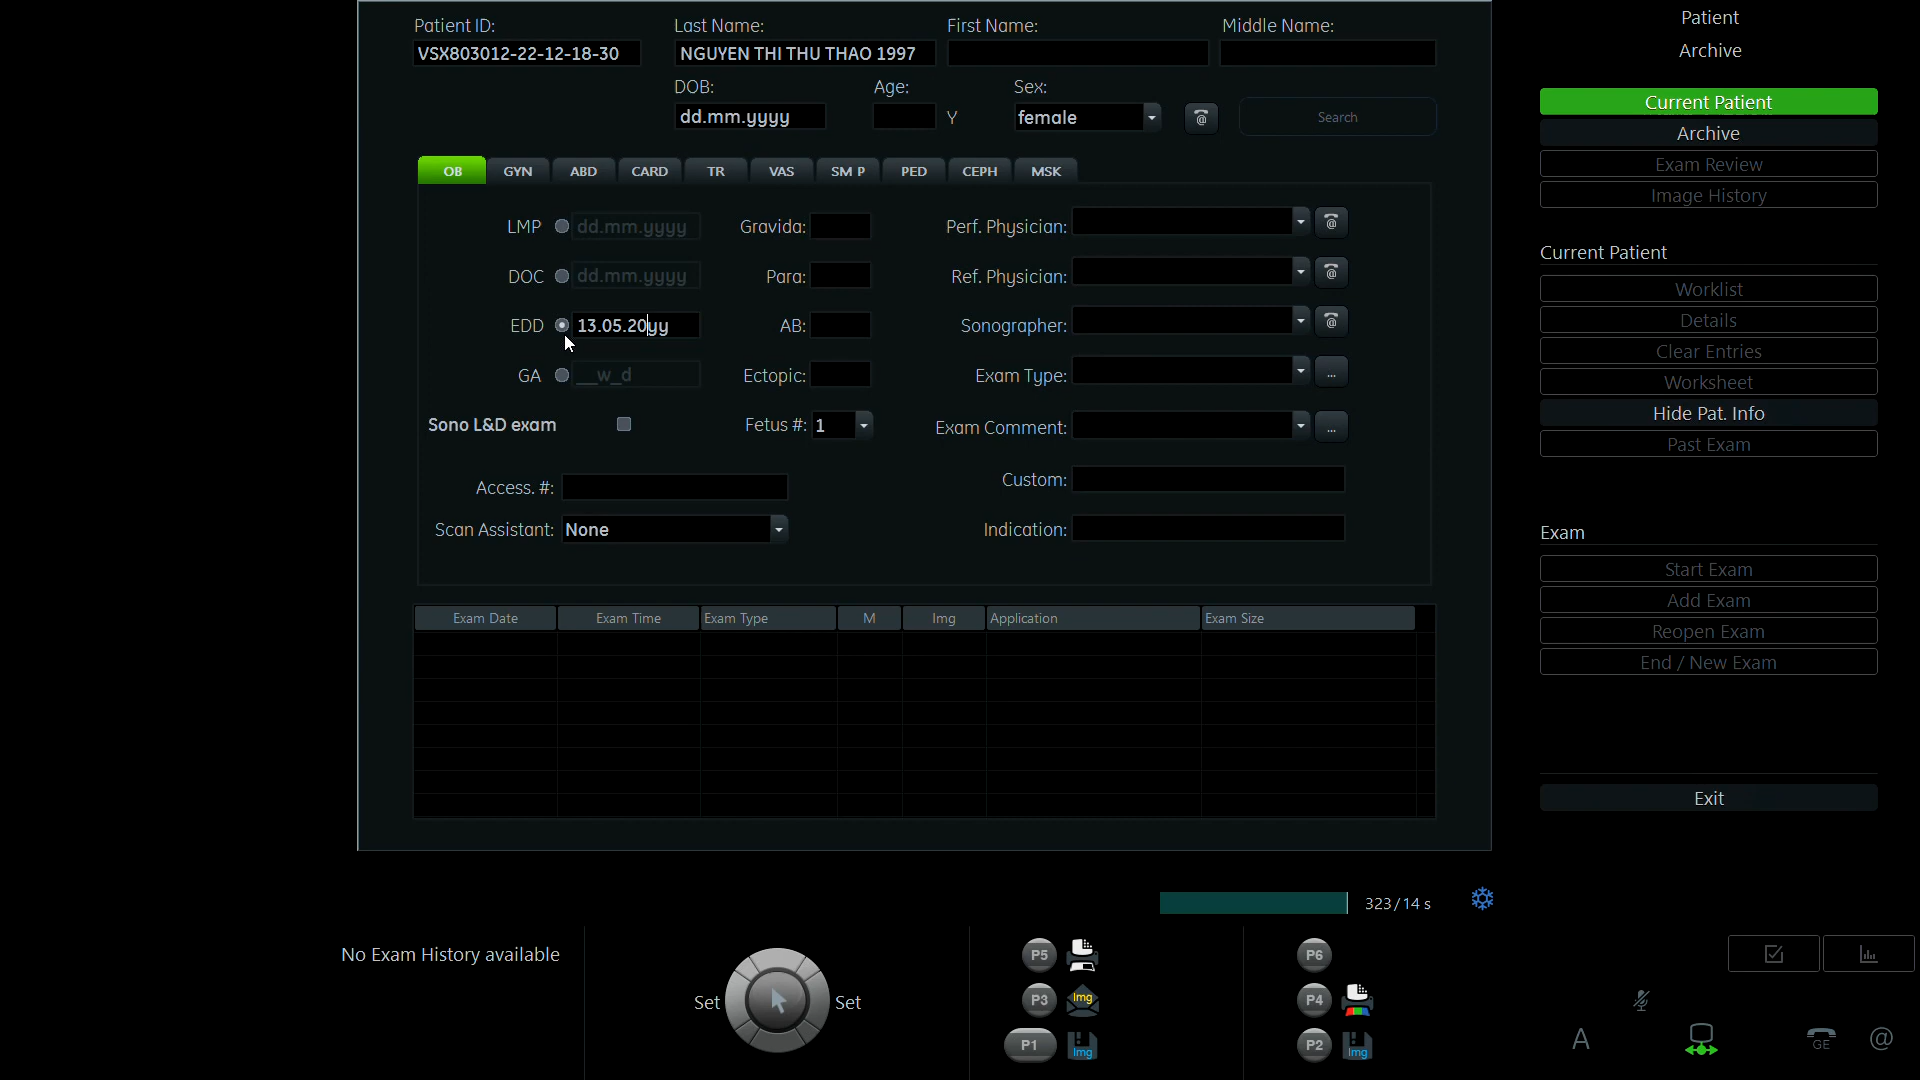 Patient ID: Last Name: First Name: Middle Name:
VSX803012-22-12-18-30 NGUYEN THI THU THAO 1997
DOB: Age: Sex:
dd.mm.yyyy Y female @ Search
OB GYN ABD CARD TR VAS SM P PED CEPH MSK
LMP dd.mm.yyyy Gravida: Perf. Physician: @
DOC dd.mm.yyyy Para: Ref. Physician: @
EDD 13.05.20yy AB: Sonographer: @
GA __w_d Ectopic: Exam Type: ...
Sono L&D exam Fetus #: 1 Exam Comment: ...
Custom:
Access. #:
Scan Assistant: None Indication:
Exam Date Exam Time Exam Type M Img Application Exam Size
Patient
Archive
Current Patient
Archive
Exam Review
Image History
Current Patient
Worklist
Details
Clear Entries
Worksheet
Hide Pat. Info
Past Exam
Exam
Start Exam
Add Exam
Reopen Exam
End / New Exam
Exit
323/14 s
No Exam History available
Set Set
P5
P3 Img
P1 Img
P6
P4
P2 Img
A GE @